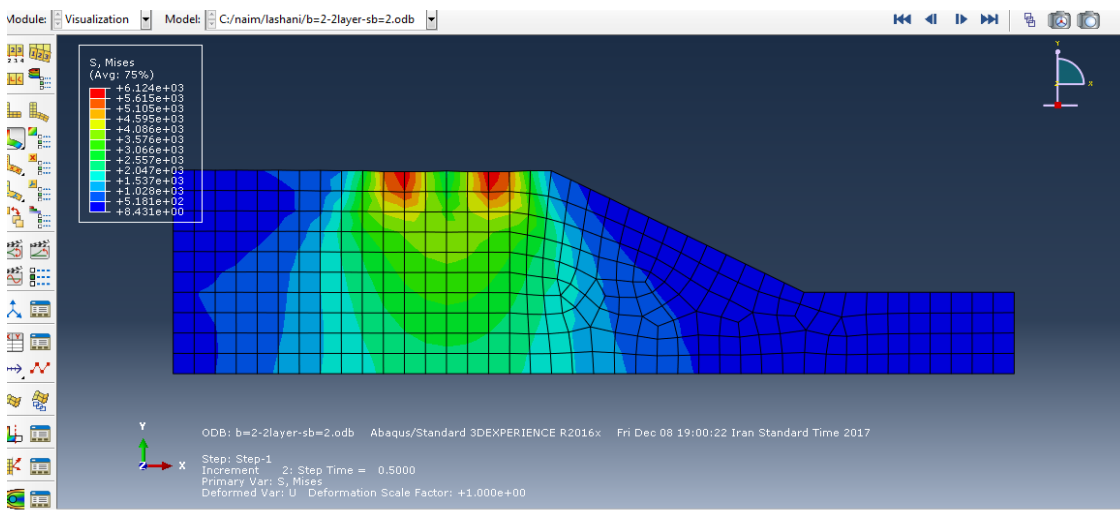 Module: Visualization Model: C:/naim/lashani/b=2-2layer-sb=2.odb
S, Mises
(Avg: 75%)
+6.124e+03
+5.615e+03
+5.105e+03
+4.595e+03
+4.086e+03
+3.576e+03
+3.066e+03
+2.557e+03
+2.047e+03
+1.537e+03
+1.028e+03
+5.181e+02
+8.431e+00
Y
X
Y
X
Z
ODB: b=2-2layer-sb=2.odb Abaqus/Standard 3DEXPERIENCE R2016x Fri Dec 08 19:00:22 Iran Standard Time 2017
Step: Step-1
Increment 2: Step Time = 0.5000
Primary Var: S, Mises
Deformed Var: U Deformation Scale Factor: +1.000e+00